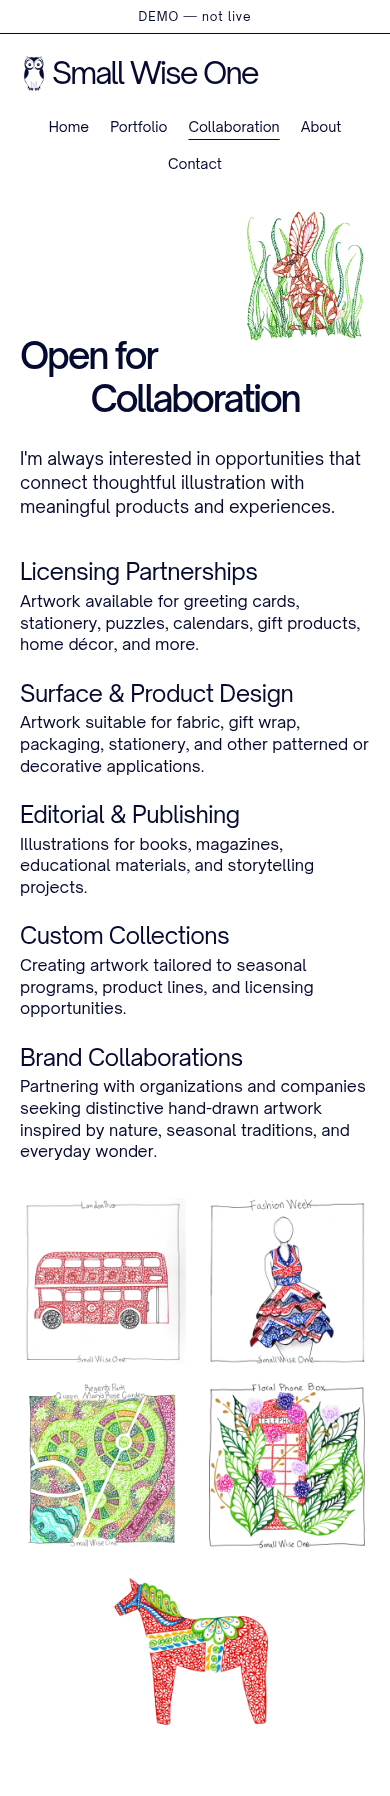 DEMO — not live
Small Wise One
Home Portfolio Collaboration About
Contact
Open for
Collaboration
I'm always interested in opportunities that
connect thoughtful illustration with
meaningful products and experiences.
Licensing Partnerships
Artwork available for greeting cards,
stationery, puzzles, calendars, gift products,
home décor, and more.
Surface & Product Design
Artwork suitable for fabric, gift wrap,
packaging, stationery, and other patterned or
decorative applications.
Editorial & Publishing
Illustrations for books, magazines,
educational materials, and storytelling
projects.
Custom Collections
Creating artwork tailored to seasonal
programs, product lines, and licensing
opportunities.
Brand Collaborations
Partnering with organizations and companies
seeking distinctive hand-drawn artwork
inspired by nature, seasonal traditions, and
everyday wonder.
London Bus
Small Wise One
Fashion Week
Small Wise One
Regents Park
Queen Mary's Rose Garden
Small Wise One
Floral Phone Box
TELEPHONE
Small Wise One